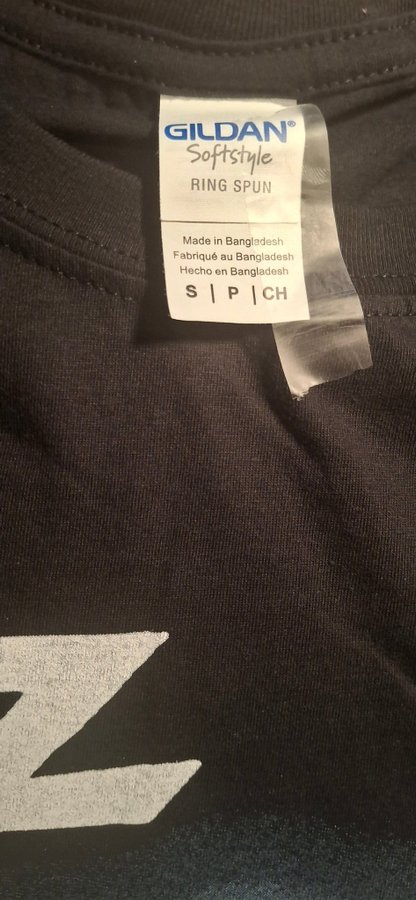 GILDAN®
Softstyle
RING SPUN
Made in Bangladesh
Fabriqué au Bangladesh
Hecho en Bangladesh
S | P | CH
Z